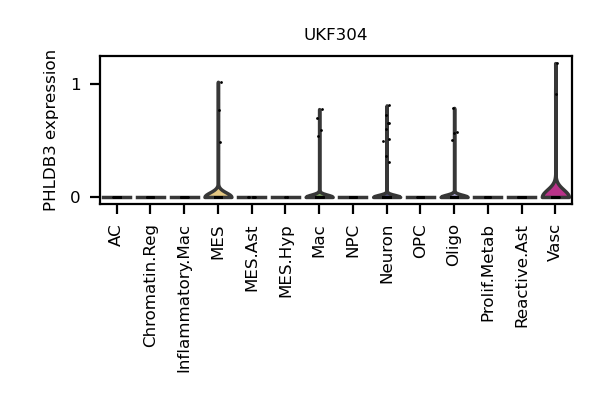 UKF304
PHLDB3 expression
1
0
AC
Chromatin.Reg
Inflammatory.Mac
MES
MES.Ast
MES.Hyp
Mac
NPC
Neuron
OPC
Oligo
Prolif.Metab
Reactive.Ast
Vasc